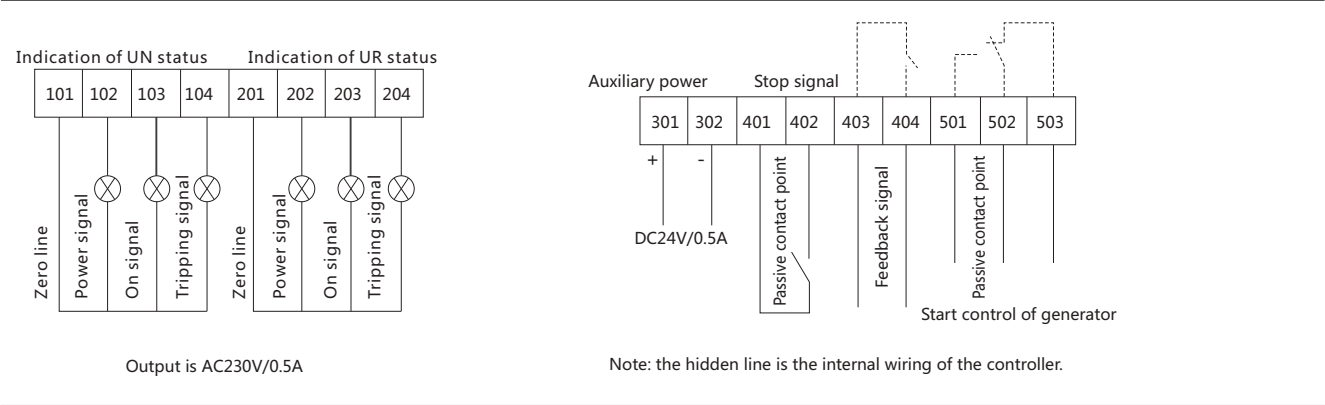 Indication of UN status
Indication of UR status
101 102 103 104 201 202 203 204
Zero line
Power signal
On signal
Tripping signal
Zero line
Power signal
On signal
Tripping signal
Output is AC230V/0.5A
Auxiliary power
Stop signal
301 302 401 402 403 404 501 502 503
+ -
DC24V/0.5A
Passive contact point
Feedback signal
Passive contact point
Start control of generator
Note: the hidden line is the internal wiring of the controller.